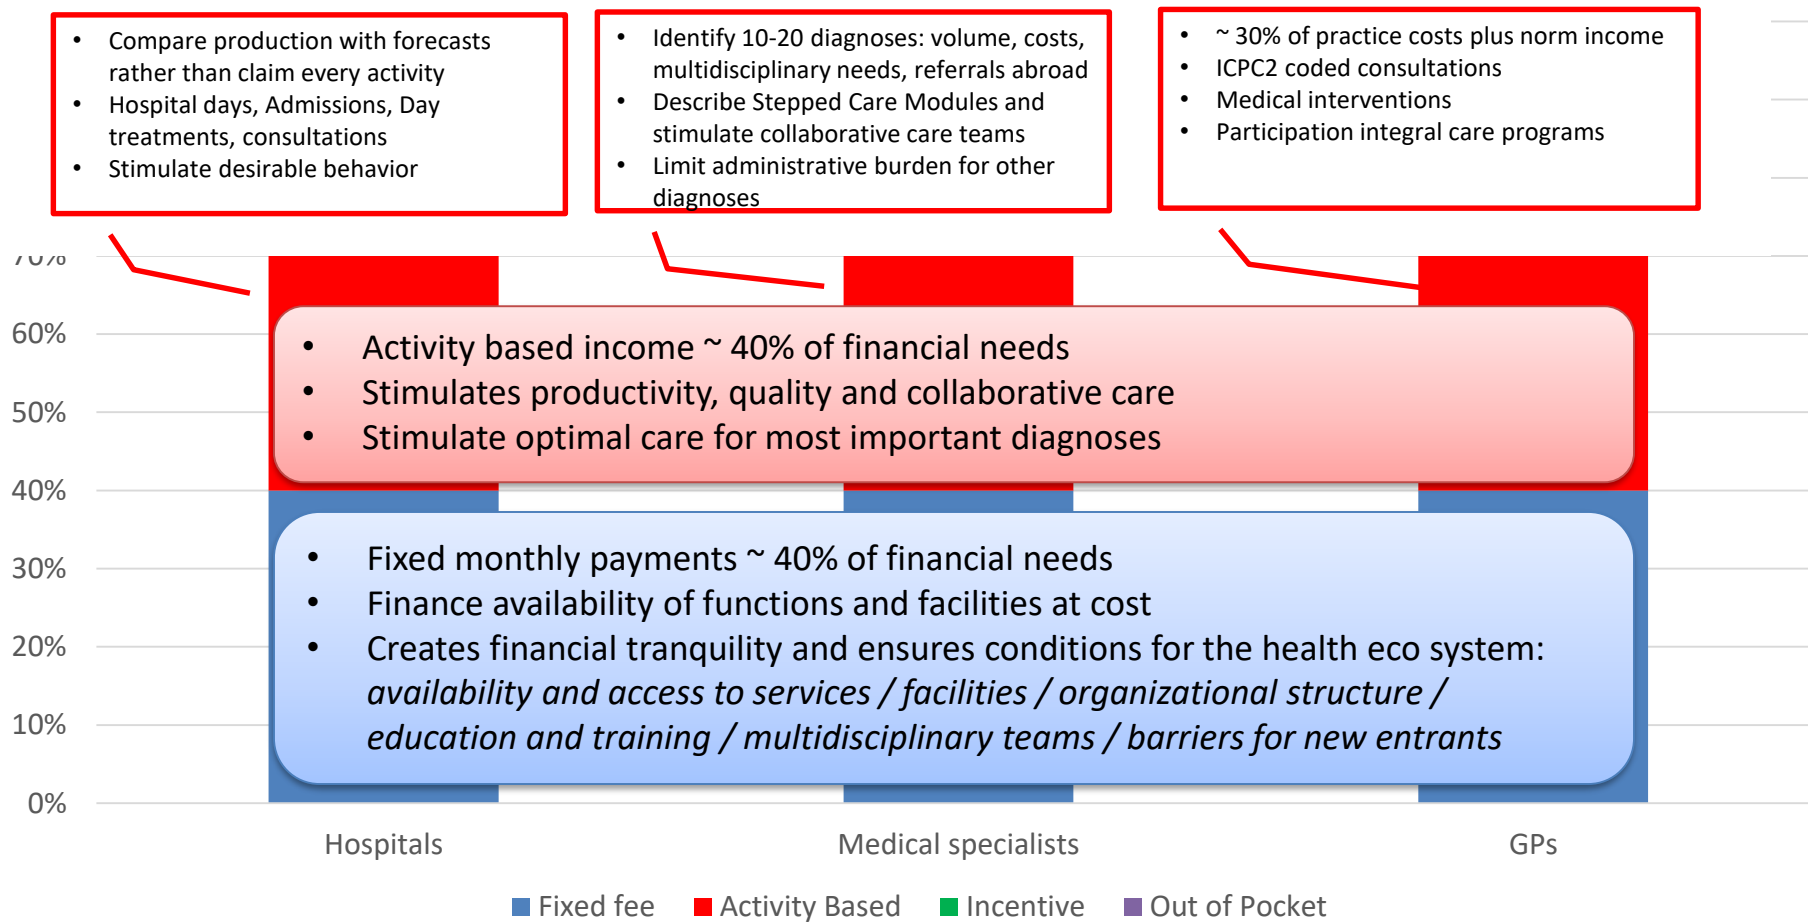 • Compare production with forecasts
rather than claim every activity
• Hospital days, Admissions, Day
treatments, consultations
• Stimulate desirable behavior
• Identify 10-20 diagnoses: volume, costs,
multidisciplinary needs, referrals abroad
• Describe Stepped Care Modules and
stimulate collaborative care teams
• Limit administrative burden for other
diagnoses
• ~ 30% of practice costs plus norm income
• ICPC2 coded consultations
• Medical interventions
• Participation integral care programs
70%
60%
50%
40%
30%
20%
10%
0%
• Activity based income ~ 40% of financial needs
• Stimulates productivity, quality and collaborative care
• Stimulate optimal care for most important diagnoses
• Fixed monthly payments ~ 40% of financial needs
• Finance availability of functions and facilities at cost
• Creates financial tranquility and ensures conditions for the health eco system:
availability and access to services / facilities / organizational structure /
education and training / multidisciplinary teams / barriers for new entrants
Hospitals
Medical specialists
GPs
Fixed fee
Activity Based
Incentive
Out of Pocket